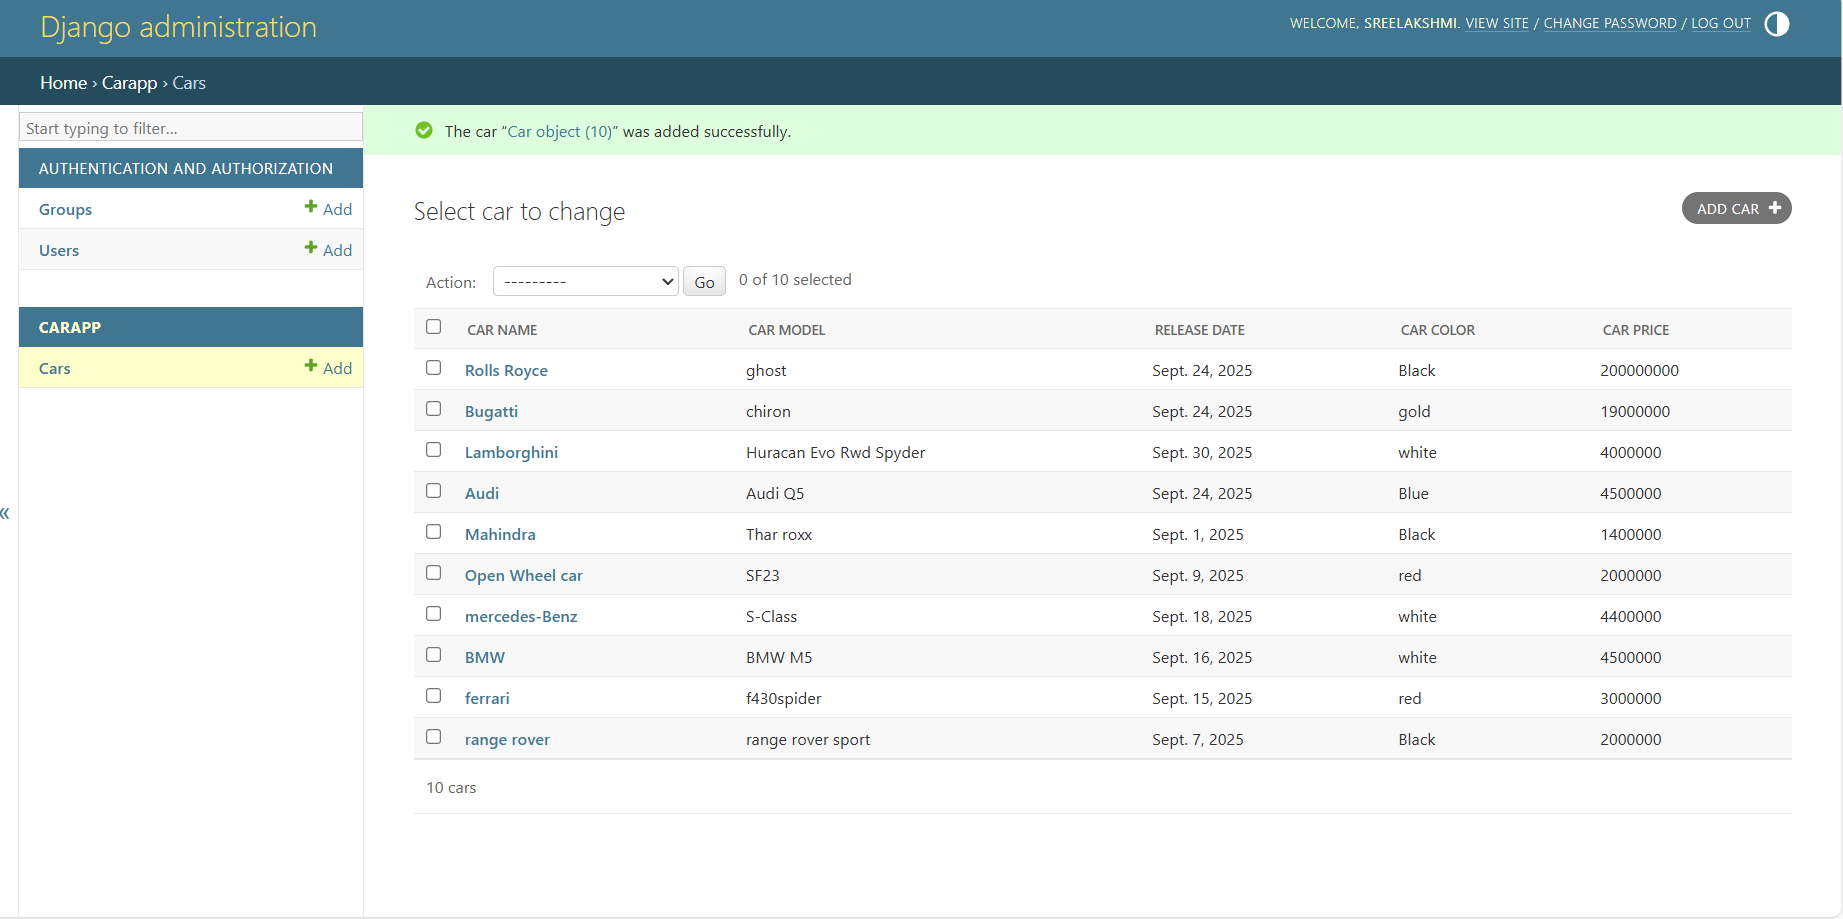 Django administration
WELCOME, SREELAKSHMI. VIEW SITE / CHANGE PASSWORD / LOG OUT
Home › Carapp › Cars
Start typing to filter...
AUTHENTICATION AND AUTHORIZATION
Groups + Add
Users + Add
CARAPP
Cars + Add
«
The car “Car object (10)” was added successfully.
Select car to change
ADD CAR +
Action: --------- Go 0 of 10 selected
CAR NAME CAR MODEL RELEASE DATE CAR COLOR CAR PRICE
Rolls Royce ghost Sept. 24, 2025 Black 200000000
Bugatti chiron Sept. 24, 2025 gold 19000000
Lamborghini Huracan Evo Rwd Spyder Sept. 30, 2025 white 4000000
Audi Audi Q5 Sept. 24, 2025 Blue 4500000
Mahindra Thar roxx Sept. 1, 2025 Black 1400000
Open Wheel car SF23 Sept. 9, 2025 red 2000000
mercedes-Benz S-Class Sept. 18, 2025 white 4400000
BMW BMW M5 Sept. 16, 2025 white 4500000
ferrari f430spider Sept. 15, 2025 red 3000000
range rover range rover sport Sept. 7, 2025 Black 2000000
10 cars